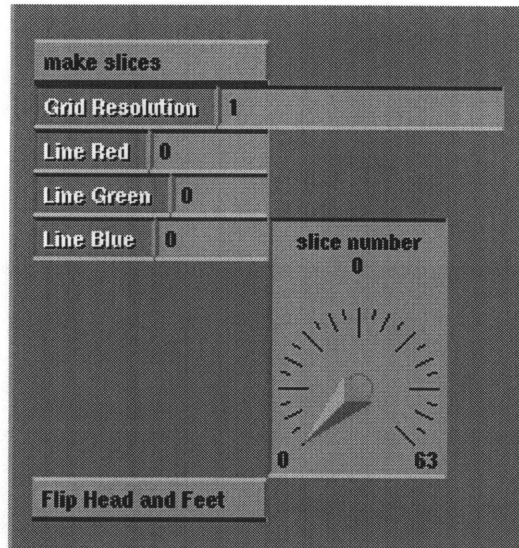 make slices
Grid Resolution 1
Line Red 0
Line Green 0
Line Blue 0
slice number
0
0 63
Flip Head and Feet